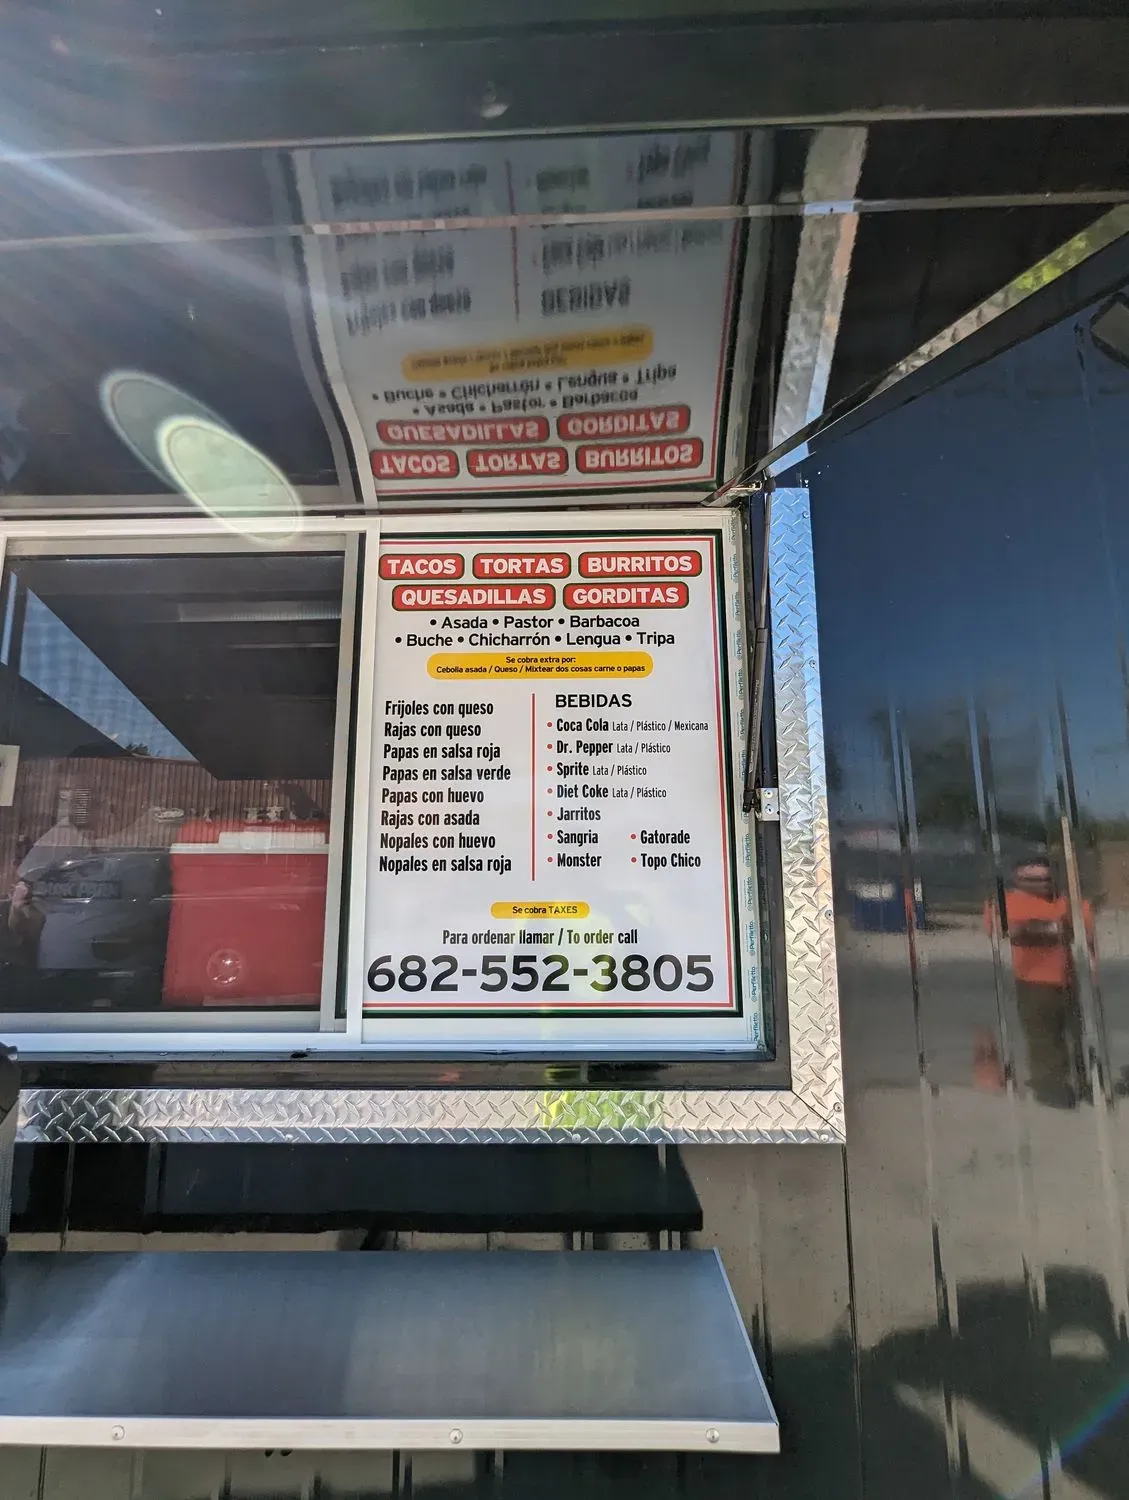 TACOS TORTAS BURRITOS
QUESADILLAS GORDITAS
• Asada • Pastor • Barbacoa
• Buche • Chicharrón • Lengua • Tripa
Se cobra extra por:
Cebolla asada / Queso / Mixtear dos cosas carne o papas
Frijoles con queso
Rajas con queso
Papas en salsa roja
Papas en salsa verde
Papas con huevo
Rajas con asada
Nopales con huevo
Nopales en salsa roja
BEBIDAS
• Coca Cola Lata / Plástico / Mexicana
• Dr. Pepper Lata / Plástico
• Sprite Lata / Plástico
• Diet Coke Lata / Plástico
• Jarritos
• Sangria • Gatorade
• Monster • Topo Chico
Se cobra TAXES
Para ordenar llamar / To order call
682-552-3805